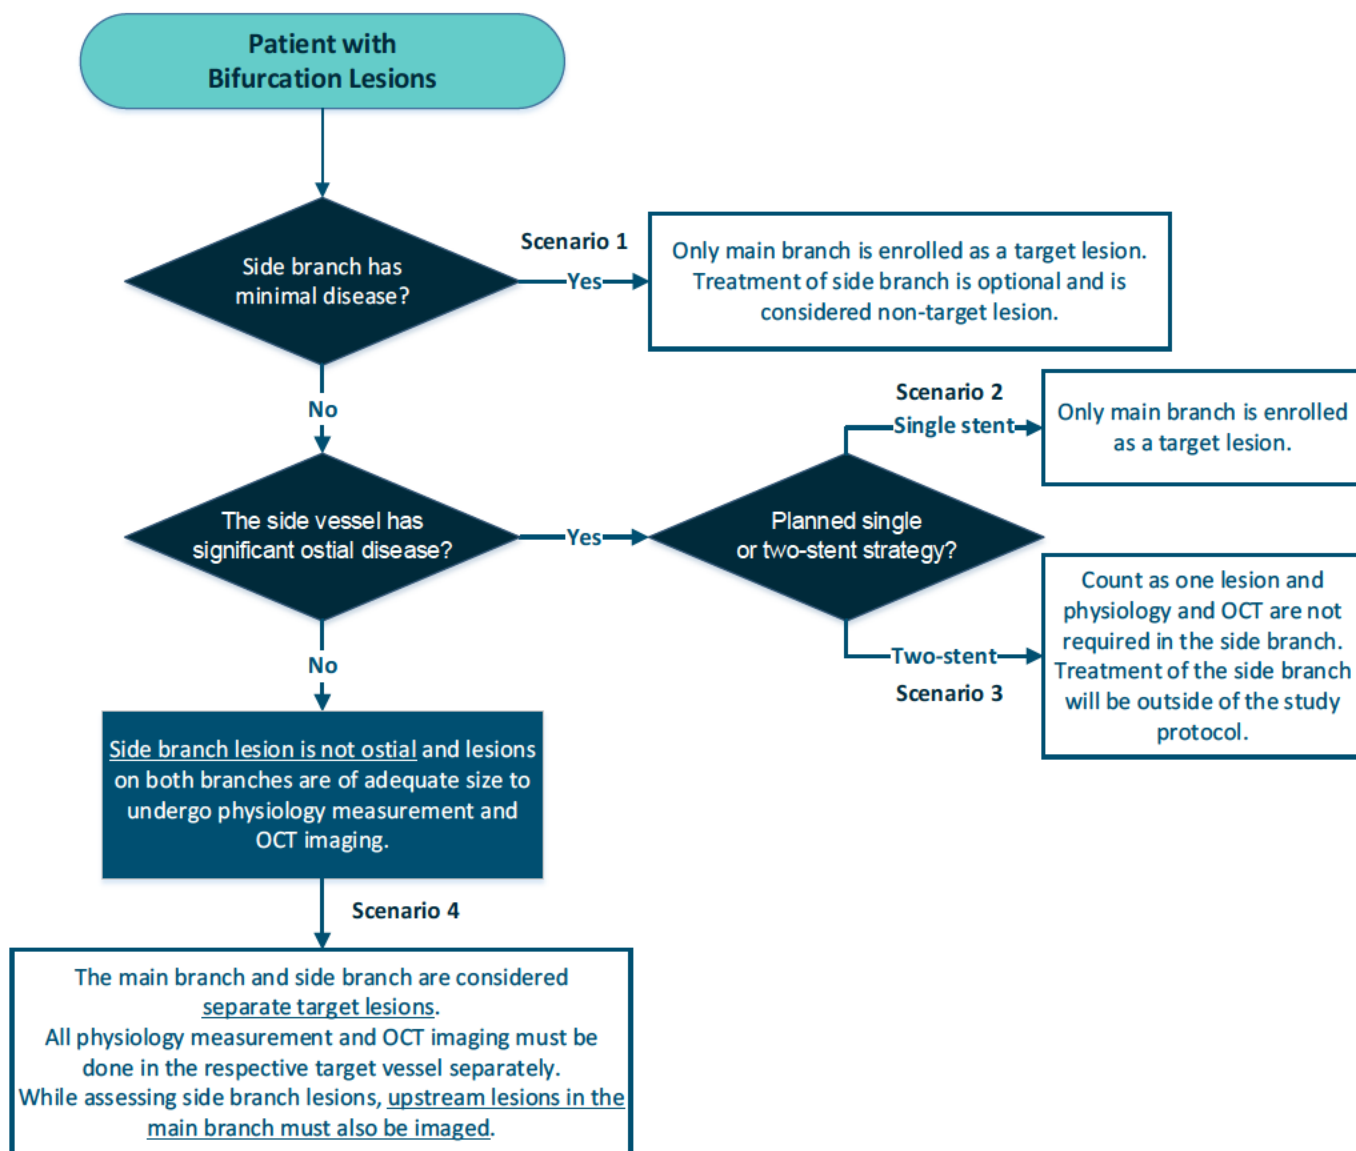 Patient with
Bifurcation Lesions
Side branch has
minimal disease?
Scenario 1
Yes
Only main branch is enrolled as a target lesion.
Treatment of side branch is optional and is
considered non-target lesion.
No
The side vessel has
significant ostial disease?
Yes
Planned single
or two-stent strategy?
Scenario 2
Single stent
Only main branch is enrolled
as a target lesion.
Two-stent
Scenario 3
Count as one lesion and
physiology and OCT are not
required in the side branch.
Treatment of the side branch
will be outside of the study
protocol.
No
Side branch lesion is not ostial and lesions
on both branches are of adequate size to
undergo physiology measurement and
OCT imaging.
Scenario 4
The main branch and side branch are considered
separate target lesions.
All physiology measurement and OCT imaging must be
done in the respective target vessel separately.
While assessing side branch lesions, upstream lesions in the
main branch must also be imaged.